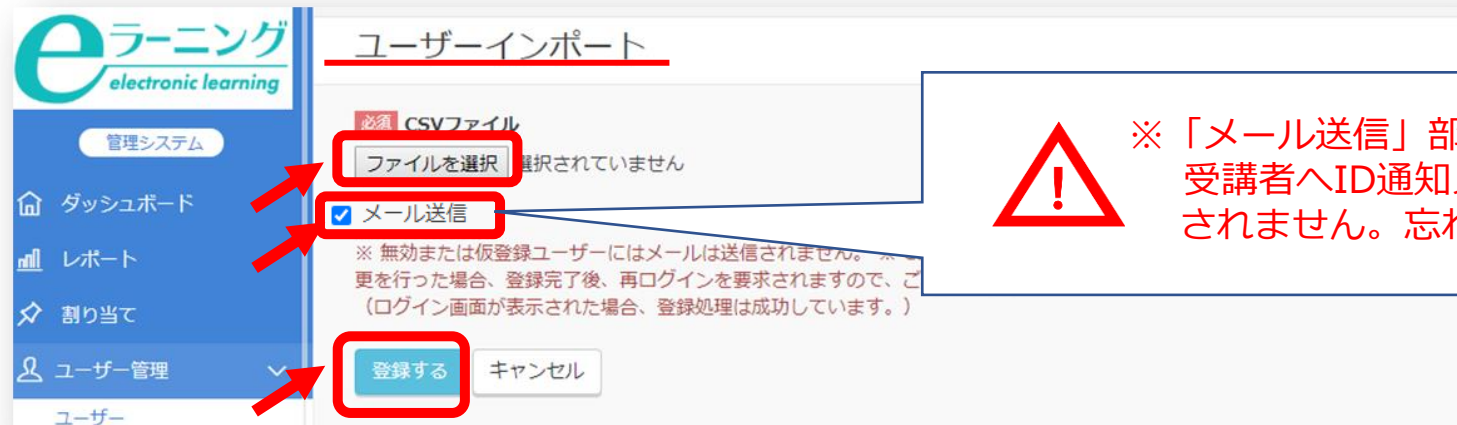 eラーニング
electronic learning
管理システム
ダッシュボード
レポート
割り当て
ユーザー管理
ユーザー
ユーザーインポート
必須 CSVファイル
ファイルを選択 選択されていません
メール送信
※ 無効または仮登録ユーザーにはメールは送信されません。 ※
更を行った場合、登録完了後、再ログインを要求されますので、ご
（ログイン画面が表示された場合、登録処理は成功しています。）
登録する キャンセル
!
※「メール送信」部
受講者へID通知
されません。忘れ